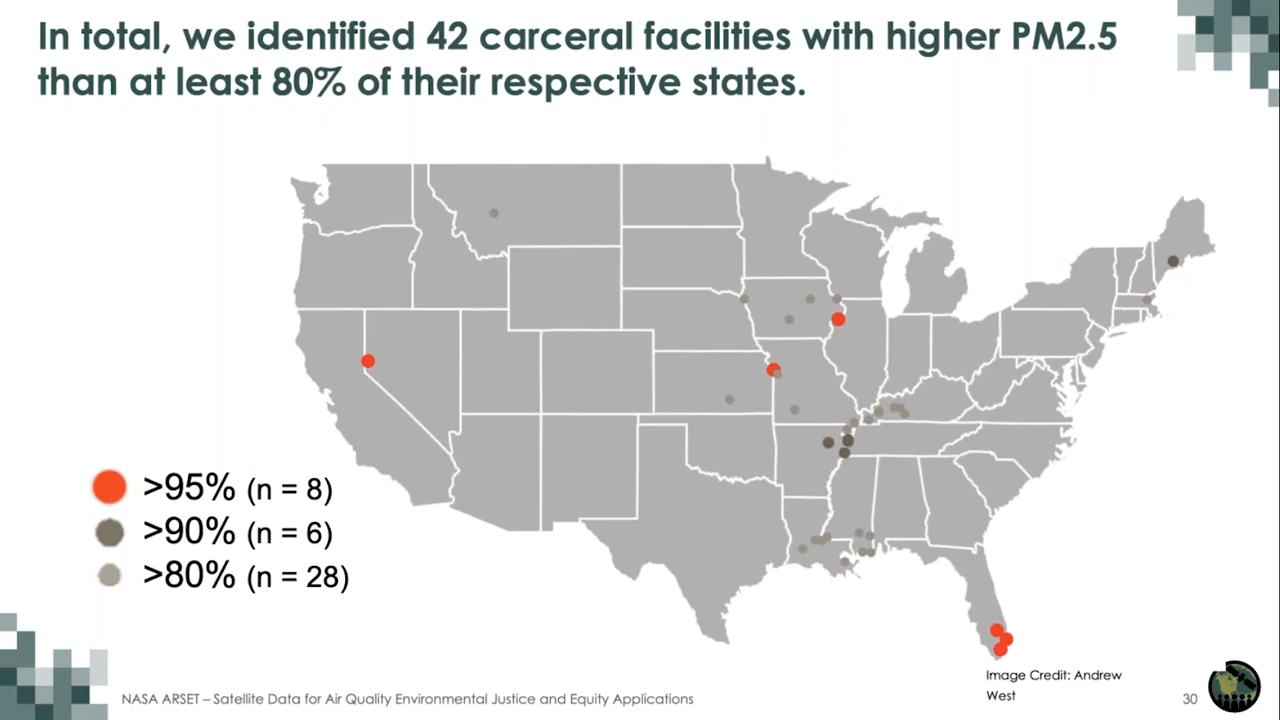 In total, we identified 42 carceral facilities with higher PM2.5
than at least 80% of their respective states.
>95% (n = 8)
>90% (n = 6)
>80% (n = 28)
Image Credit: Andrew
West
NASA ARSET – Satellite Data for Air Quality Environmental Justice and Equity Applications
30